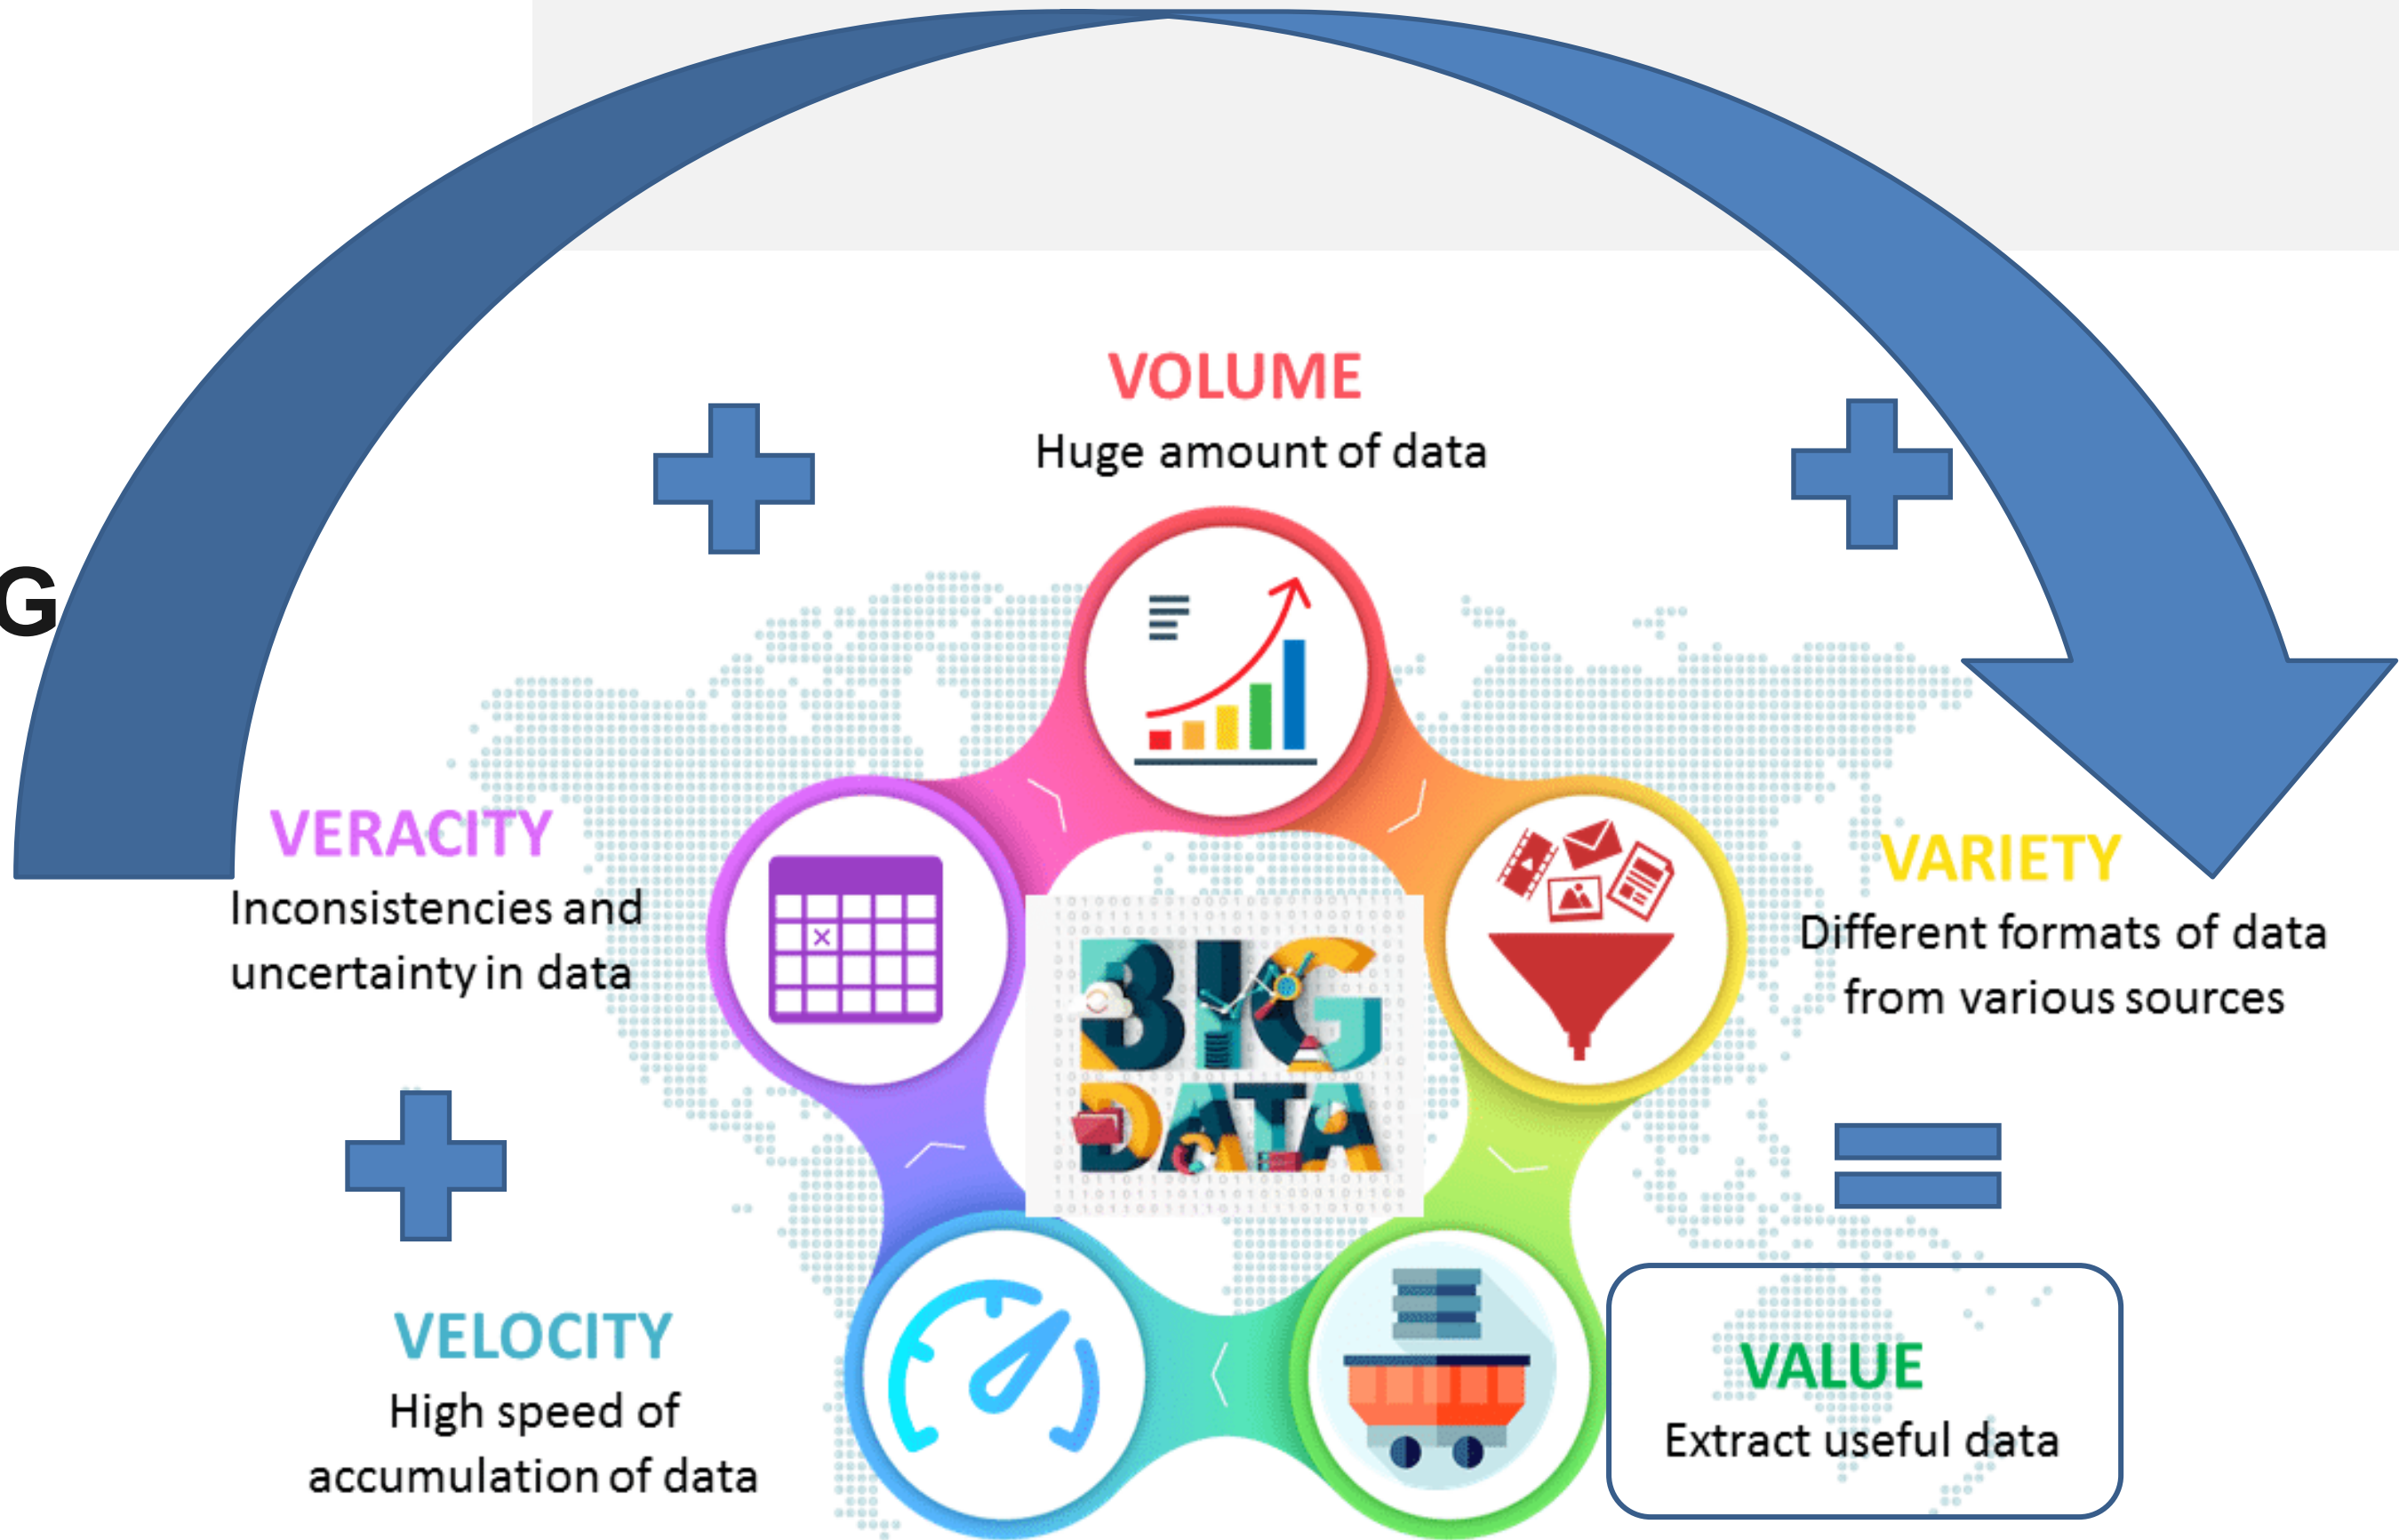 VOLUME
Huge amount of data
G
VERACITY
Inconsistencies and
uncertainty in data
VARIETY
Different formats of data
from various sources
BIG
DATA
VELOCITY
High speed of
accumulation of data
VALUE
Extract useful data